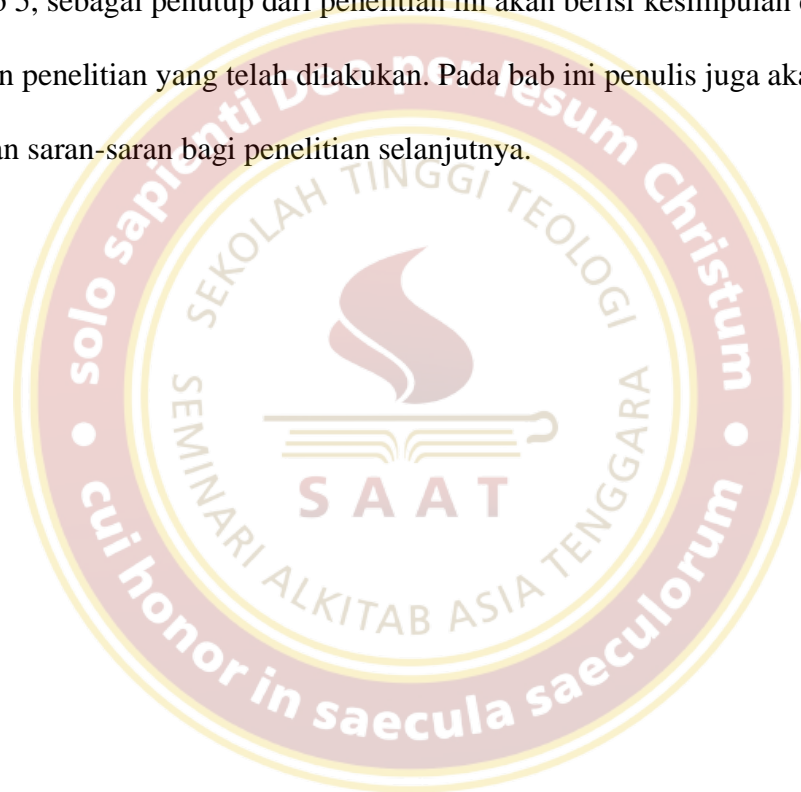 5, sebagai penutup dari penelitian ini akan berisi kesimpulan
penelitian yang telah dilakukan. Pada bab ini penulis juga
saran-saran bagi penelitian selanjutnya.
solo sapienti Deo per Iesum Christum
SEKOLAH TINGGI TEOLOGI
SEMINARI ALKITAB ASIA TENGGARA
SAAT
cui honor in saecula saeculorum